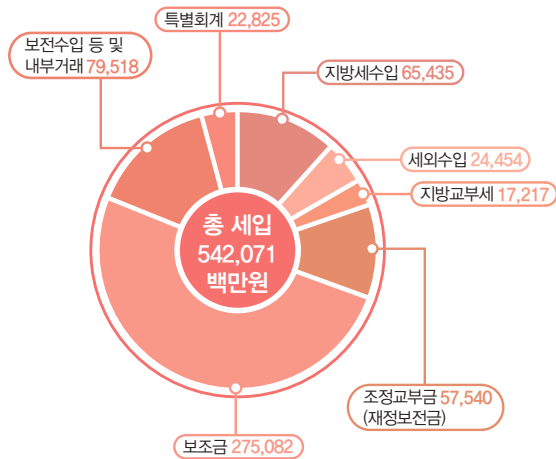 특별회계 22,825
보전수입 등 및
내부거래 79,518
지방세수입 65,435
세외수입 24,454
지방교부세 17,217
총 세입
542,071
백만원
조정교부금 57,540
(재정보전금)
보조금 275,082